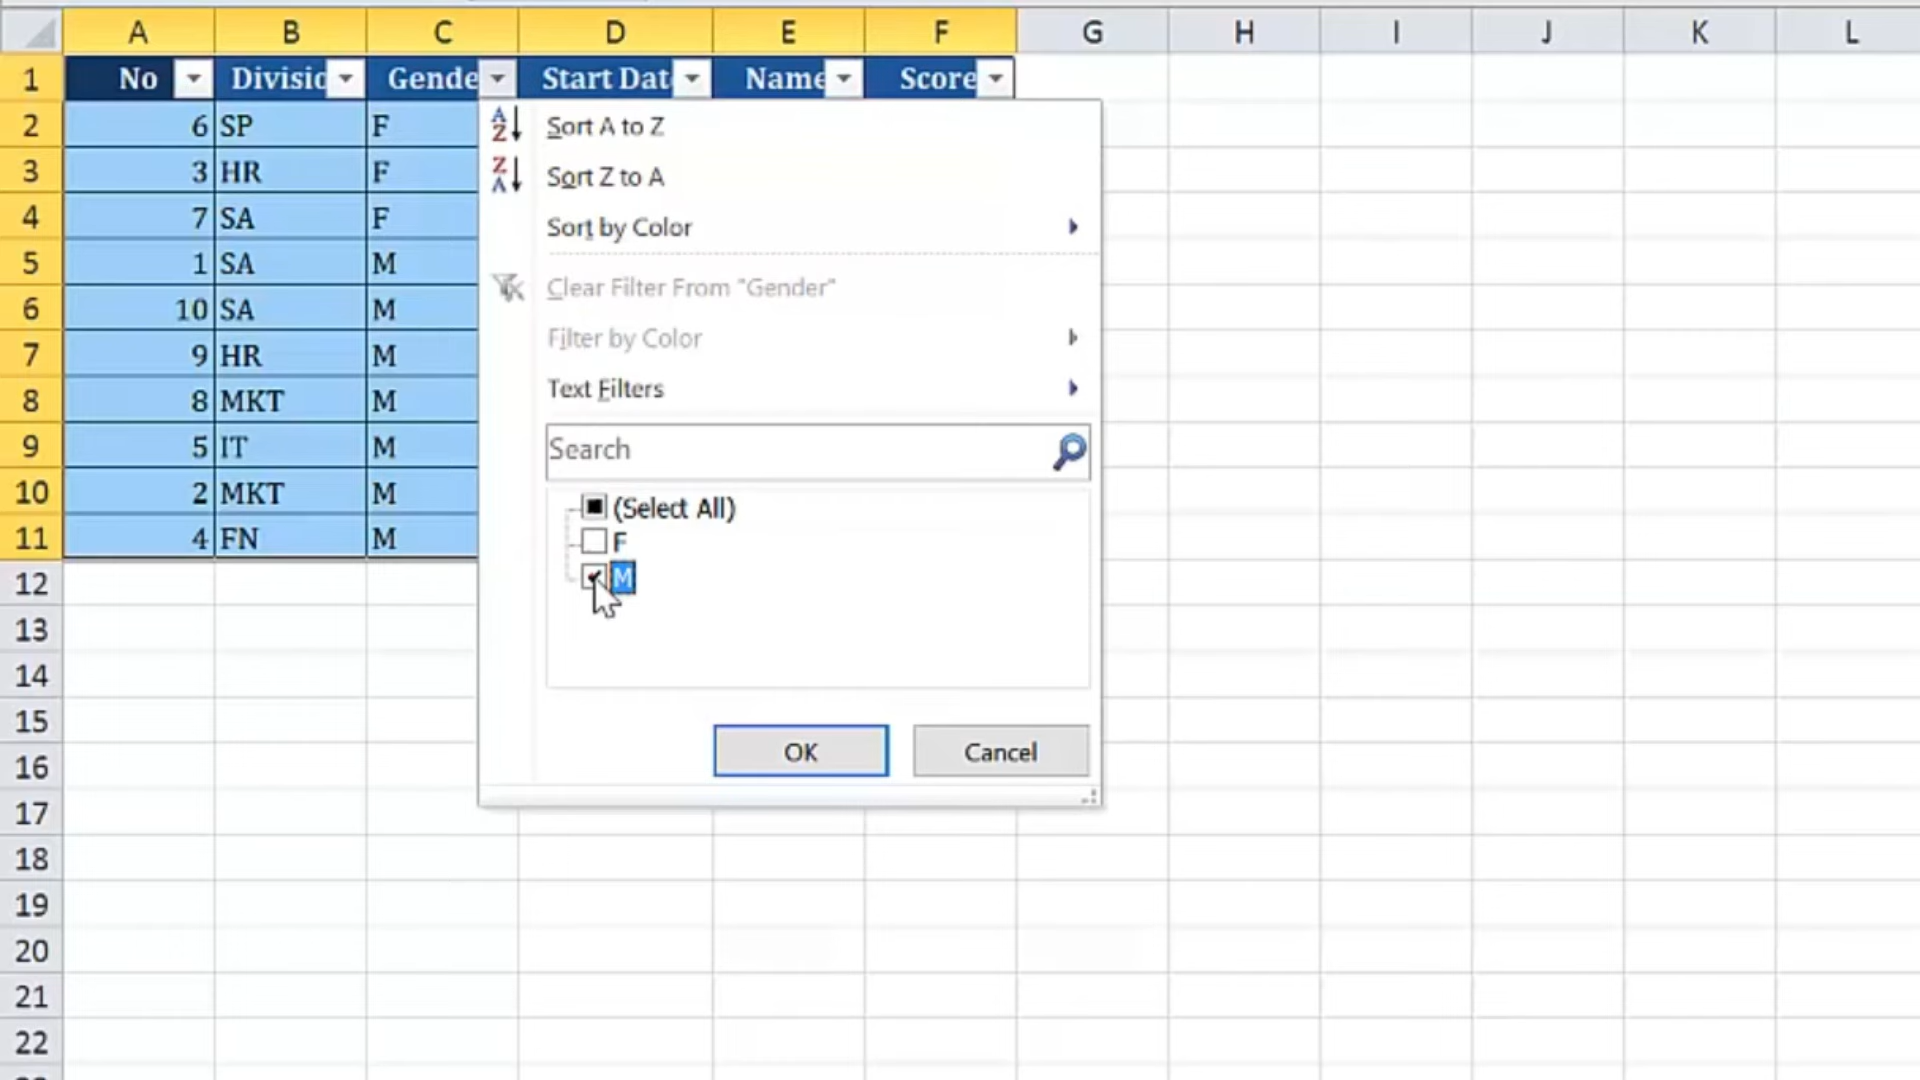 A B C D E F G H I J K L
1 No Divisio Gende Start Dat Name Score
2 6 SP F
3 3 HR F
4 7 SA F
5 1 SA M
6 10 SA M
7 9 HR M
8 8 MKT M
9 5 IT M
10 2 MKT M
11 4 FN M
12
13
14
15
16
17
18
19
20
21
22
Sort A to Z
Sort Z to A
Sort by Color
Clear Filter From "Gender"
Filter by Color
Text Filters
Search
(Select All)
F
M
OK Cancel